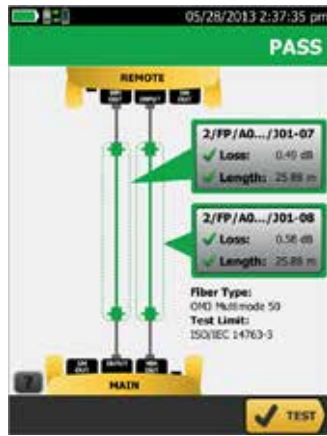 05/28/2013 2:37:35 pm
PASS
REMOTE
INPUT
2/FP/A0.../J01-07
✓ Loss: 0.49 dB
✓ Length: 25.88 m
2/FP/A0.../J01-08
✓ Loss: 0.58 dB
✓ Length: 25.88 m
Fiber Type:
OM3 Multimode 50
Test Limit:
ISO/IEC 14763-3
INPUT
?
MAIN
TEST